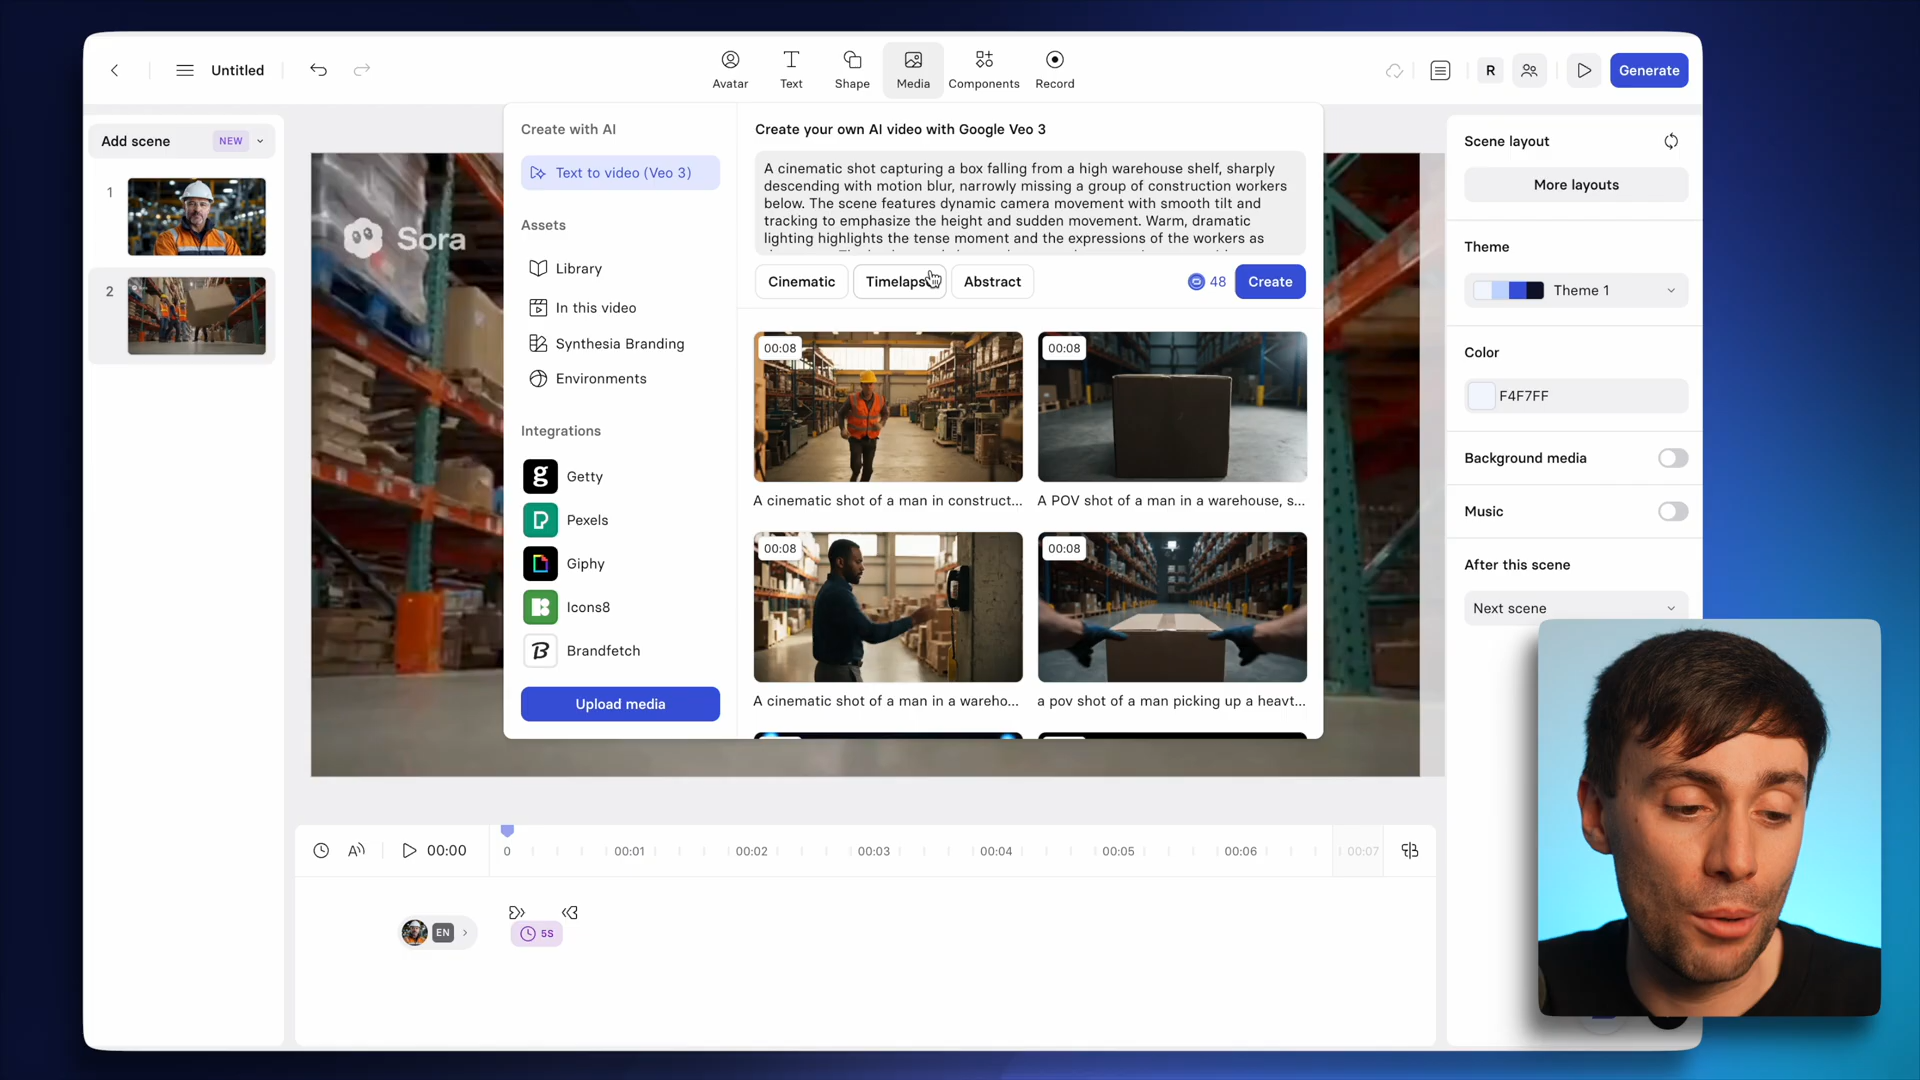 Untitled
Avatar
Text
Shape
Media
Components
Record
R
Generate
Add scene
NEW
1
2
Sora
Create with AI
Text to video (Veo 3)
Assets
Library
In this video
Synthesia Branding
Environments
Integrations
Getty
Pexels
Giphy
Icons8
Brandfetch
Upload media
Create your own AI video with Google Veo 3
A cinematic shot capturing a box falling from a high warehouse shelf, sharply
descending with motion blur, narrowly missing a group of construction workers
below. The scene features dynamic camera movement with smooth tilt and
tracking to emphasize the height and sudden movement. Warm, dramatic
lighting highlights the tense moment and the expressions of the workers as
Cinematic
Timelaps
Abstract
48
Create
00:08
00:08
A cinematic shot of a man in construct...
A POV shot of a man in a warehouse, s...
00:08
00:08
A cinematic shot of a man in a wareho...
a pov shot of a man picking up a heavt...
Scene layout
More layouts
Theme
Theme 1
Color
F4F7FF
Background media
Music
After this scene
Next scene
00:00
0
00:01
00:02
00:03
00:04
00:05
00:06
00:07
EN
5S